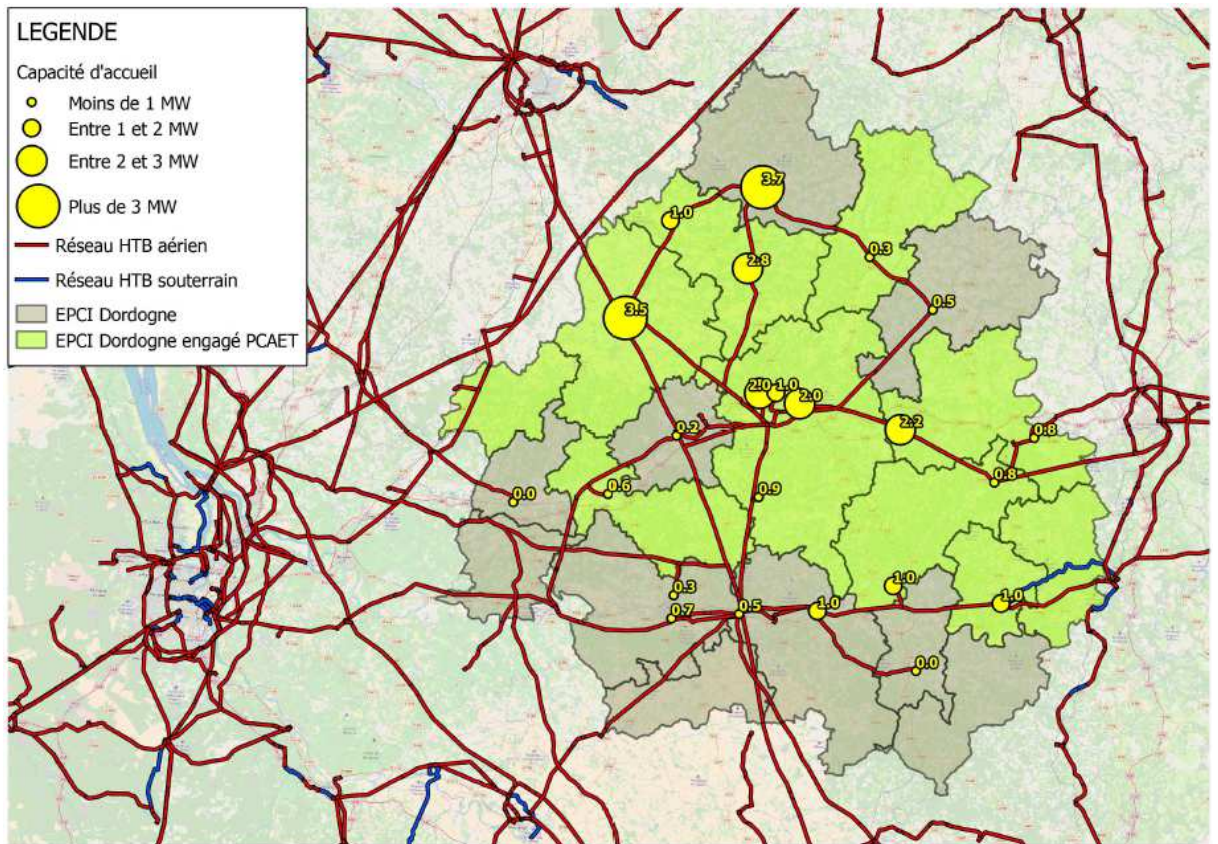 LEGENDE
Capacité d'accueil
Moins de 1 MW
Entre 1 et 2 MW
Entre 2 et 3 MW
Plus de 3 MW
Réseau HTB aérien
Réseau HTB souterrain
EPCI Dordogne
EPCI Dordogne engagé PCAET
3.7
1.0
0.3
2.8
0.5
3.5
2.0
1.0
2.0
2.2
0.2
0.8
0.8
0.6
0.9
0.0
0.3
1.0
1.0
0.7
0.5
1.0
0.0